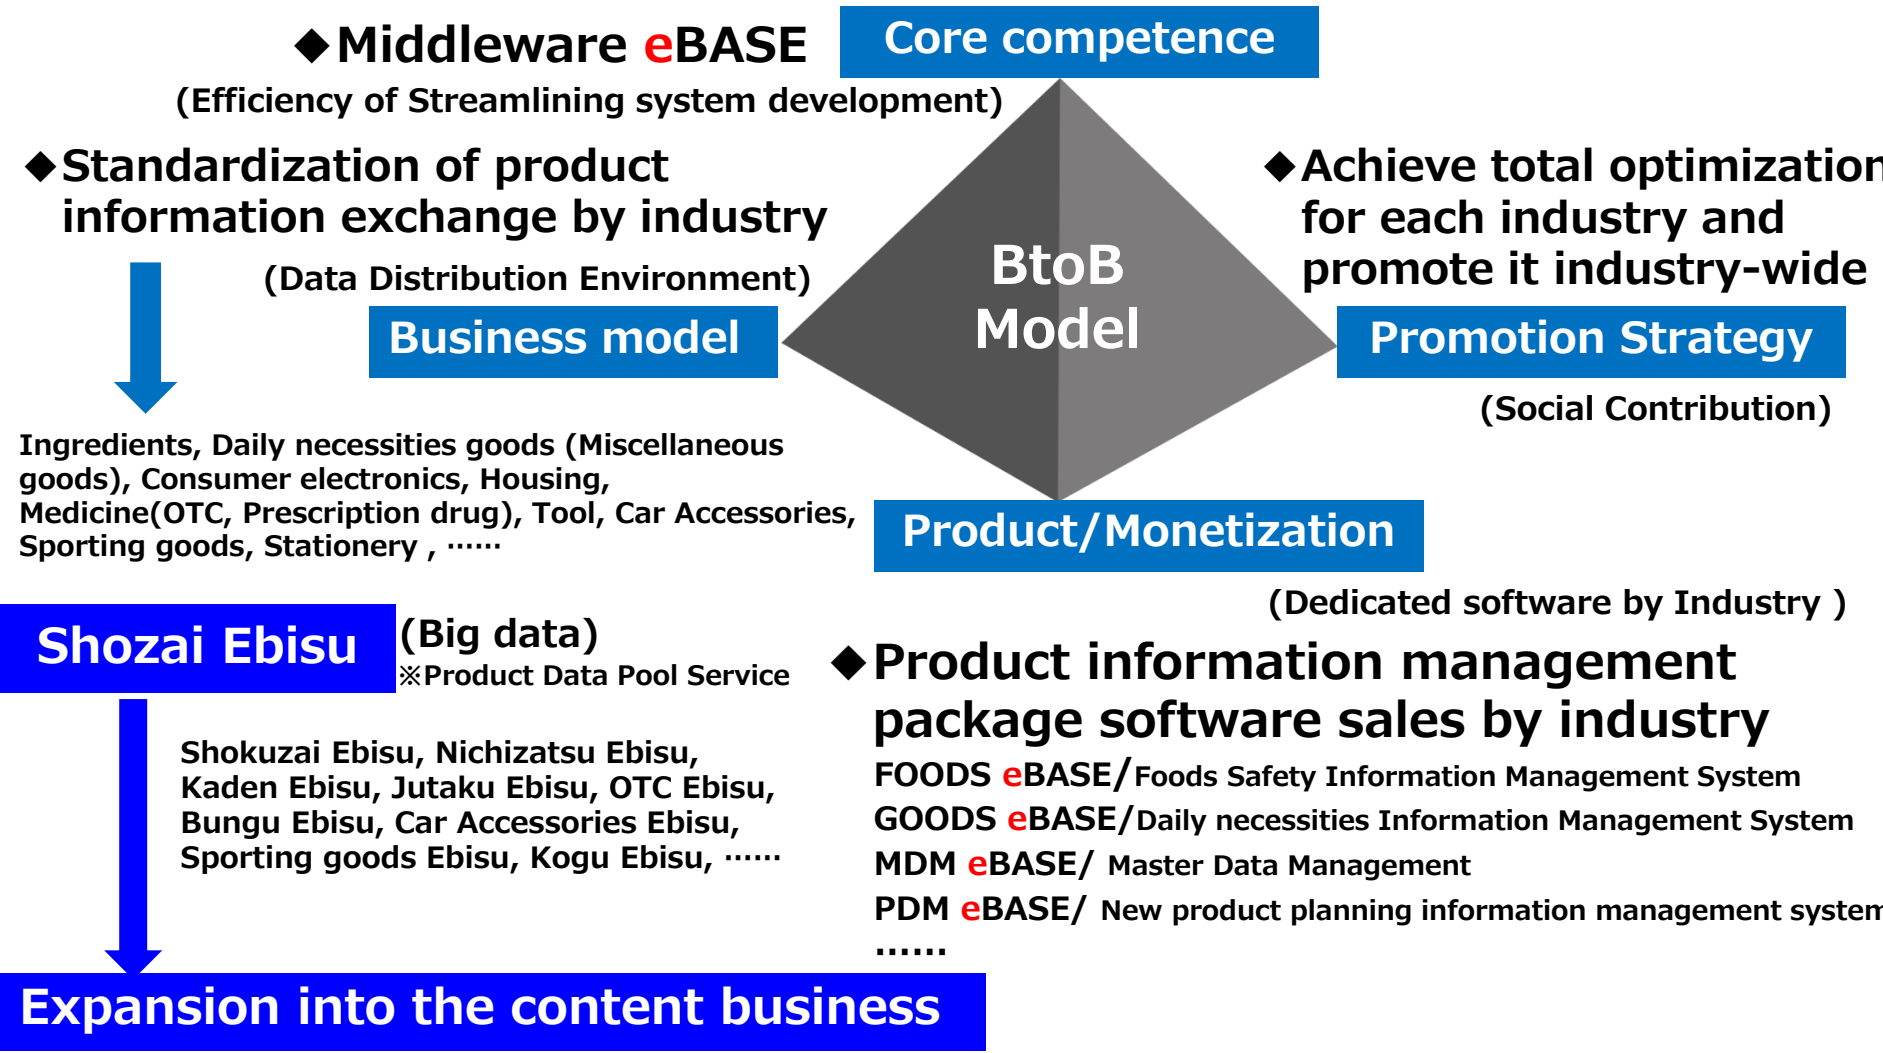 ◆Middleware eBASE
Core competence
(Efficiency of Streamlining system development)
◆Standardization of product
information exchange by industry
(Data Distribution Environment)
Business model
BtoB
Model
◆Achieve total optimization
for each industry and
promote it industry-wide
Promotion Strategy
(Social Contribution)
Ingredients, Daily necessities goods (Miscellaneous
goods), Consumer electronics, Housing,
Medicine(OTC, Prescription drug), Tool, Car Accessories,
Sporting goods, Stationery , ……
Product/Monetization
(Dedicated software by Industry )
Shozai Ebisu
(Big data)
※Product Data Pool Service
Shokuzai Ebisu, Nichizatsu Ebisu,
Kaden Ebisu, Jutaku Ebisu, OTC Ebisu,
Bungu Ebisu, Car Accessories Ebisu,
Sporting goods Ebisu, Kogu Ebisu, ……
◆Product information management
package software sales by industry
FOODS eBASE/Foods Safety Information Management System
GOODS eBASE/Daily necessities Information Management System
MDM eBASE/ Master Data Management
PDM eBASE/ New product planning information management system
……
Expansion into the content business